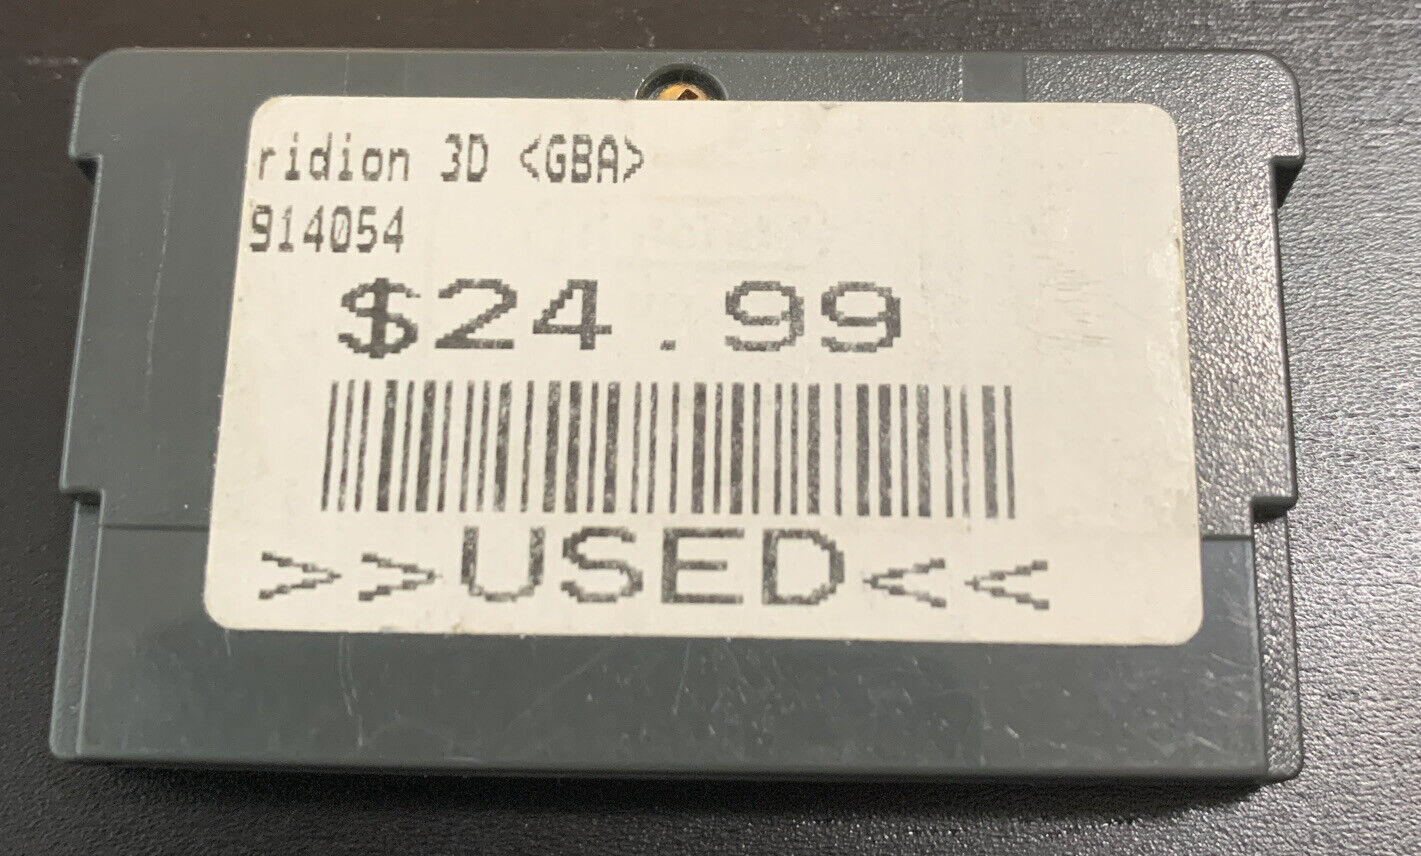 ridion 3D <GBA>
914054
$24.99
>>USED<<